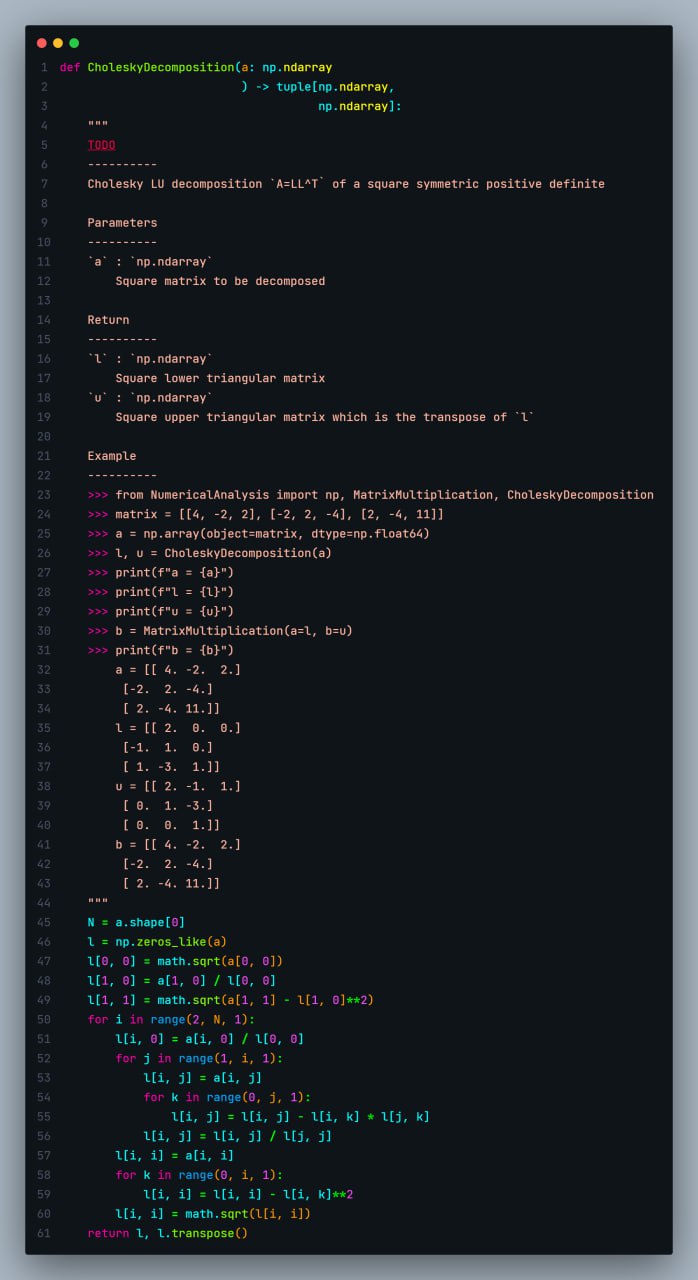 1 def CholeskyDecomposition(a: np.ndarray
2                           ) -> tuple[np.ndarray,
3                                      np.ndarray]:
4     """
5     TODO
6     ----------
7     Cholesky LU decomposition `A=LL^T` of a square symmetric positive definite
8
9     Parameters
10     ----------
11     `a` : `np.ndarray`
12         Square matrix to be decomposed
13
14     Return
15     ----------
16     `l` : `np.ndarray`
17         Square lower triangular matrix
18     `u` : `np.ndarray`
19         Square upper triangular matrix which is the transpose of `l`
20
21     Example
22     ----------
23     >>> from NumericalAnalysis import np, MatrixMultiplication, CholeskyDecomposition
24     >>> matrix = [[4, -2, 2], [-2, 2, -4], [2, -4, 11]]
25     >>> a = np.array(object=matrix, dtype=np.float64)
26     >>> l, u = CholeskyDecomposition(a)
27     >>> print(f"a = {a}")
28     >>> print(f"l = {l}")
29     >>> print(f"u = {u}")
30     >>> b = MatrixMultiplication(a=l, b=u)
31     >>> print(f"b = {b}")
32         a = [[ 4. -2.  2.]
33          [-2.  2. -4.]
34          [ 2. -4. 11.]]
35         l = [[ 2.  0.  0.]
36          [-1.  1.  0.]
37          [ 1. -3.  1.]]
38         u = [[ 2. -1.  1.]
39          [ 0.  1. -3.]
40          [ 0.  0.  1.]]
41         b = [[ 4. -2.  2.]
42          [-2.  2. -4.]
43          [ 2. -4. 11.]]
44     """
45     N = a.shape[0]
46     l = np.zeros_like(a)
47     l[0, 0] = math.sqrt(a[0, 0])
48     l[1, 0] = a[1, 0] / l[0, 0]
49     l[1, 1] = math.sqrt(a[1, 1] - l[1, 0]**2)
50     for i in range(2, N, 1):
51         l[i, 0] = a[i, 0] / l[0, 0]
52         for j in range(1, i, 1):
53             l[i, j] = a[i, j]
54             for k in range(0, j, 1):
55                 l[i, j] = l[i, j] - l[i, k] * l[j, k]
56             l[i, j] = l[i, j] / l[j, j]
57         l[i, i] = a[i, i]
58         for k in range(0, i, 1):
59             l[i, i] = l[i, i] - l[i, k]**2
60         l[i, i] = math.sqrt(l[i, i])
61     return l, l.transpose()